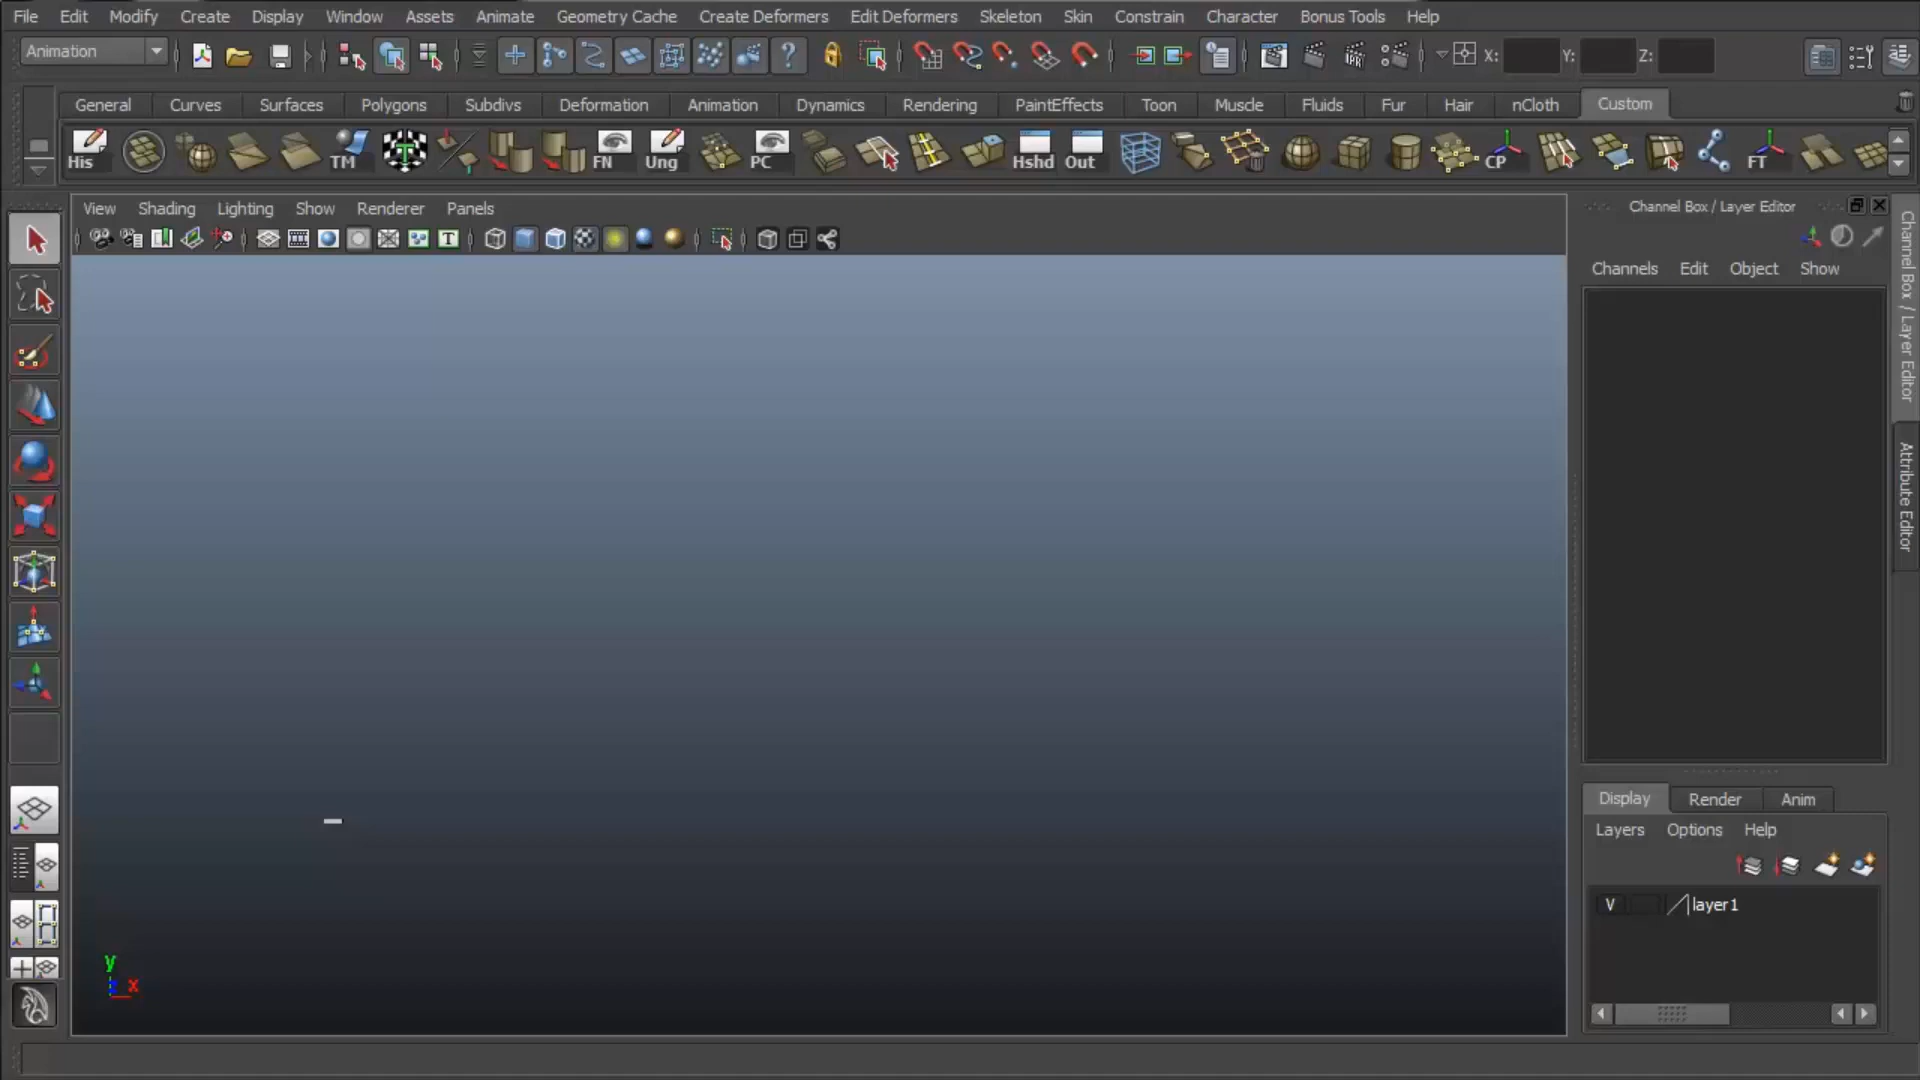 File Edit Modify Create Display Window Assets Animate Geometry Cache Create Deformers Edit Deformers Skeleton Skin Constrain Character Bonus Tools Help
Animation
X: Y: Z:
General Curves Surfaces Polygons Subdivs Deformation Animation Dynamics Rendering PaintEffects Toon Muscle Fluids Fur Hair nCloth Custom
His TM FN Ung PC Hshd Out CP FT
View Shading Lighting Show Renderer Panels
Channel Box / Layer Editor
T
Channels Edit Object Show
Channel Box / Layer Editor
Attribute Editor
Display Render Anim
Layers Options Help
V layer1
y
x